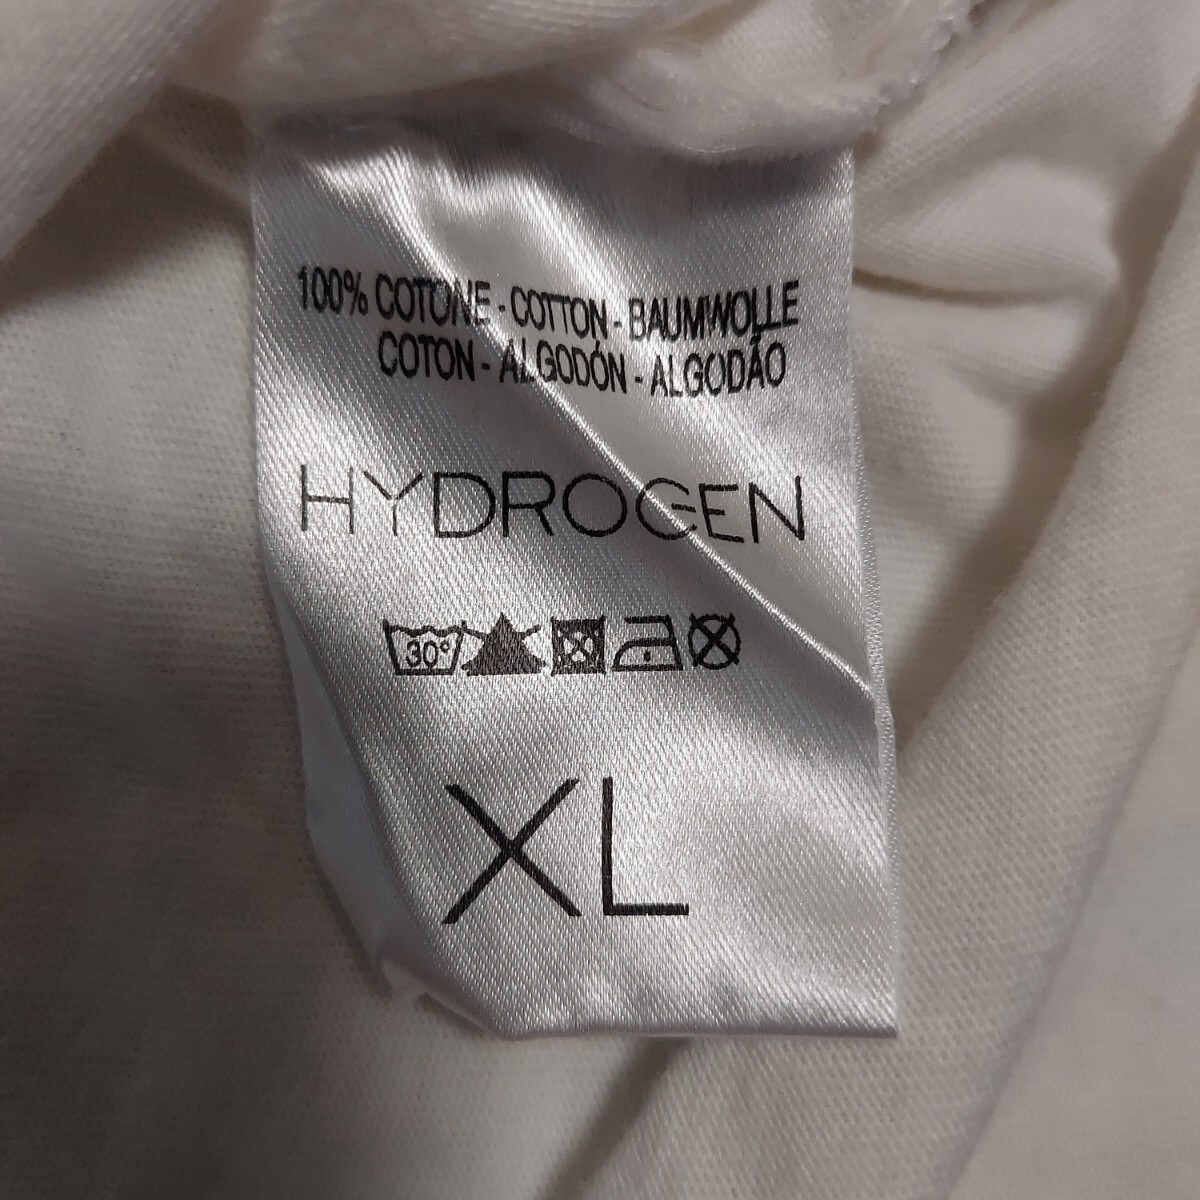 100% COTONE - COTTON - BAUMWOLLE
COTON - ALGODÓN - ALGODÃO
HYDROGEN
30°
XL